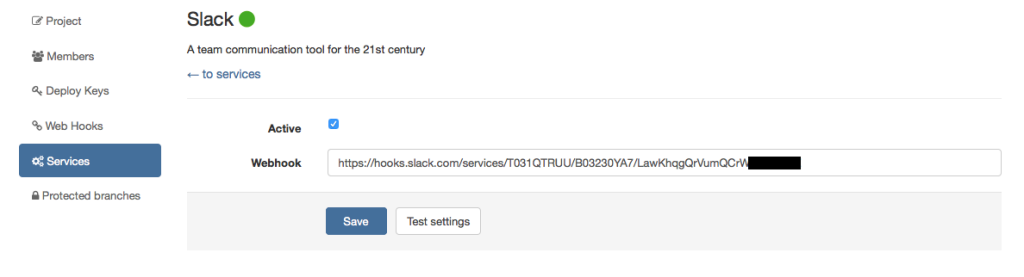 Project
Members
Deploy Keys
Web Hooks
Services
Protected branches
Slack
A team communication tool for the 21st century
← to services
Active
Webhook https://hooks.slack.com/services/T031QTRUU/B03230YA7/LawKhqgQrVumQCrW
Save Test settings